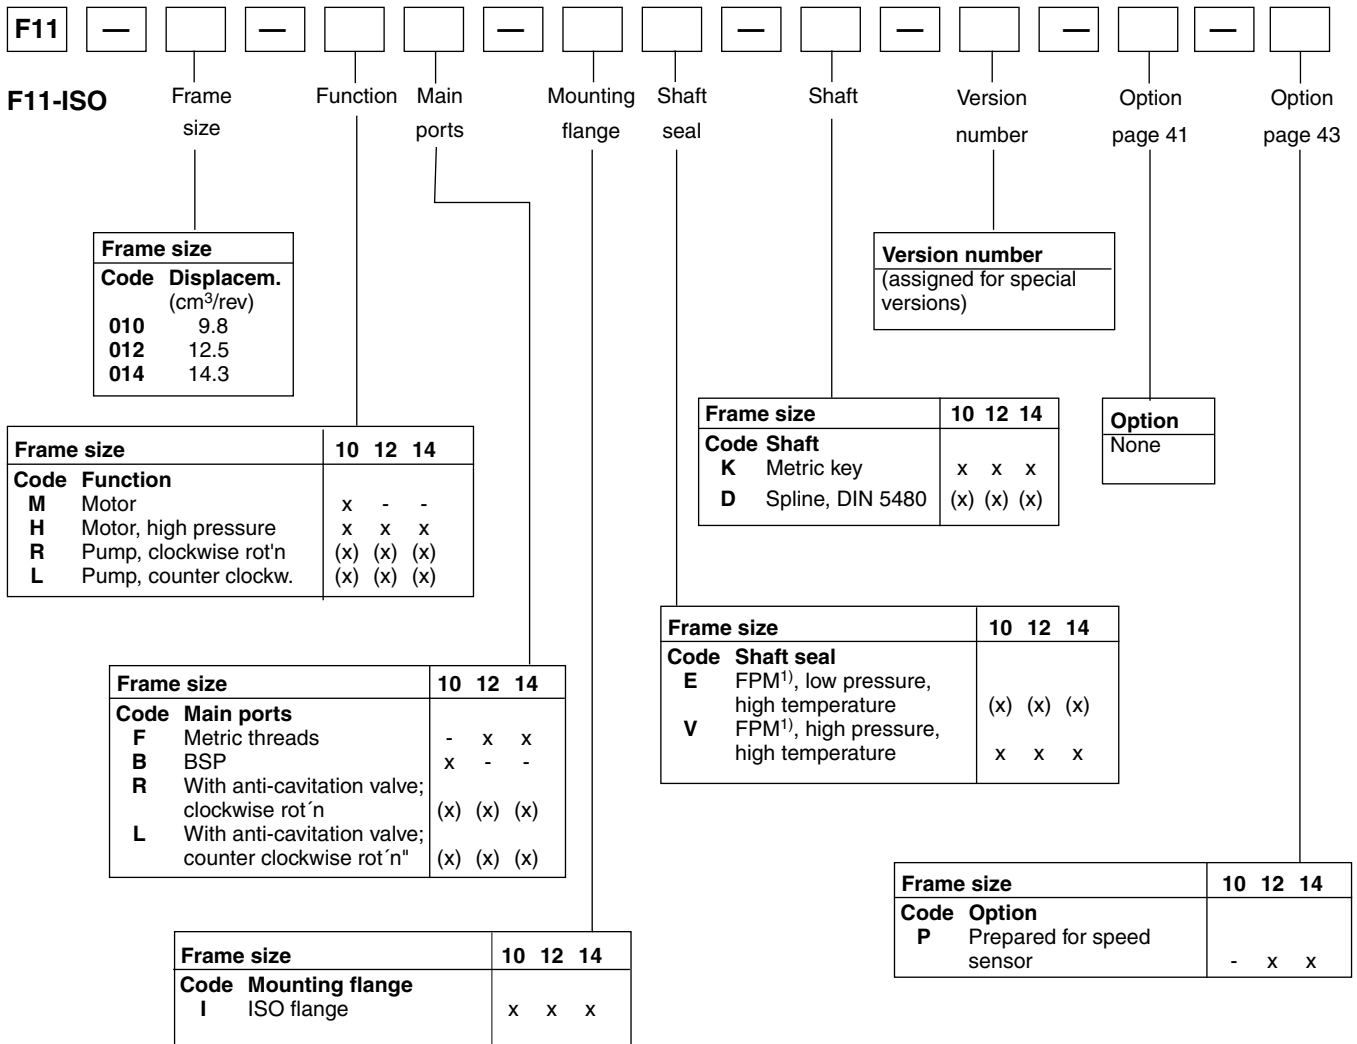 F11 — — — — — — —
F11-ISO
Frame size
Function
Main ports
Mounting flange
Shaft seal
Shaft
Version number
Option page 41
Option page 43
Frame size
Code Displacem.
(cm³/rev)
010 9.8
012 12.5
014 14.3
Version number
(assigned for special
versions)
Frame size 10 12 14
Code Shaft
K Metric key x x x
D Spline, DIN 5480 (x) (x) (x)
Option
None
Frame size 10 12 14
Code Function
M Motor x - -
H Motor, high pressure x x x
R Pump, clockwise rot'n (x) (x) (x)
L Pump, counter clockw. (x) (x) (x)
Frame size 10 12 14
Code Shaft seal
E FPM1), low pressure,
high temperature (x) (x) (x)
V FPM1), high pressure,
high temperature x x x
Frame size 10 12 14
Code Main ports
F Metric threads - x x
B BSP x - -
R With anti-cavitation valve;
clockwise rot´n (x) (x) (x)
L With anti-cavitation valve;
counter clockwise rot´n" (x) (x) (x)
Frame size 10 12 14
Code Option
P Prepared for speed
sensor - x x
Frame size 10 12 14
Code Mounting flange
I ISO flange x x x